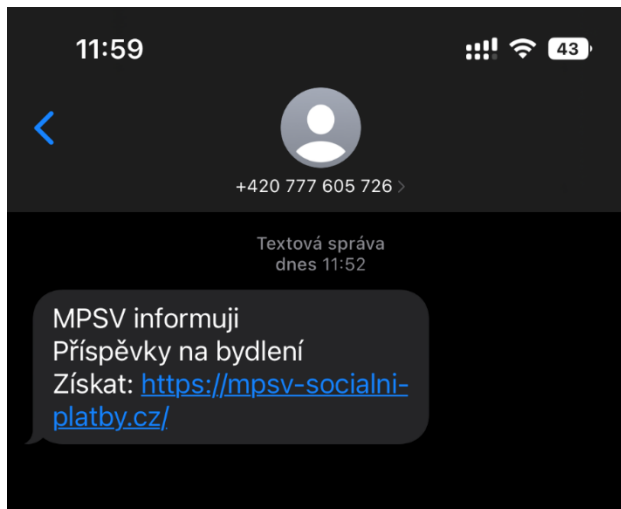 11:59
43
+420 777 605 726
Textová správa
dnes 11:52
MPSV informuji
Příspěvky na bydlení
Získat: https://mpsv-socialni-
platby.cz/